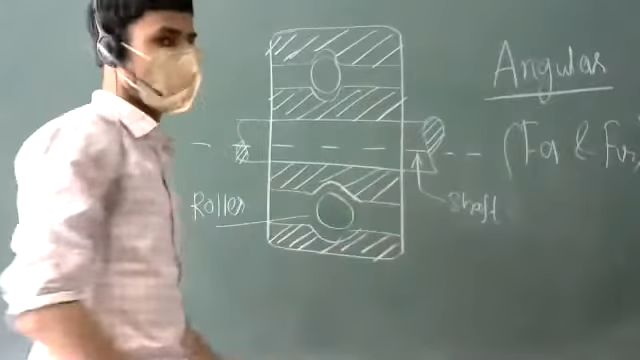 Angular
(Fa & Fr,
Roller
Shaft